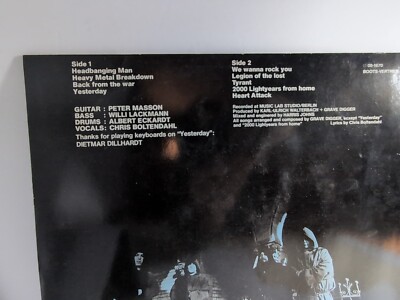 Side 1
Headbanging Man
Heavy Metal Breakdown
Back from the war
Yesterday
Side 2
We wanna rock you
Legion of the lost
Tyrant
2000 Lightyears from home
Heart Attack
GUITAR : PETER MASSON
BASS : WILLI LACKMANN
DRUMS : ALBERT ECKARDT
VOCALS: CHRIS BOLTENDAHL
Thanks for playing keyboards on "Yesterday":
DIETMAR DILLHARDT
Recorded at MUSIC LAB STUDIO/BERLIN
Produced by KARL-ULRICH WALTERBACH + GRAVE DIGGER
Mixed and engineered by HARRIS JOHNS
All songs arranged and composed by GRAVE DIGGER, except "Yesterday"
and "2000 Lightyears from home" Lyrics by Chris Boltendahl